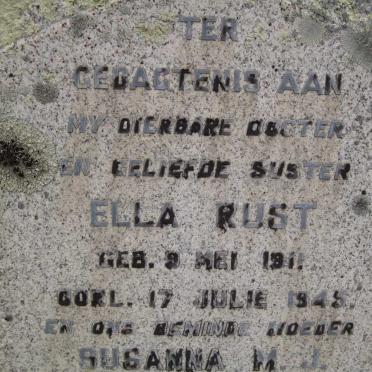 TER
GEDAGTENIS AAN
MY DIERBARE DOGTER
EN GELIEFDE SUSTER
ELLA RUST
GEB. 9 MEI 1911.
OORL. 17 JULIE 1945.
EN ONS BEMINDE MOEDER
SUSANNA M. J.